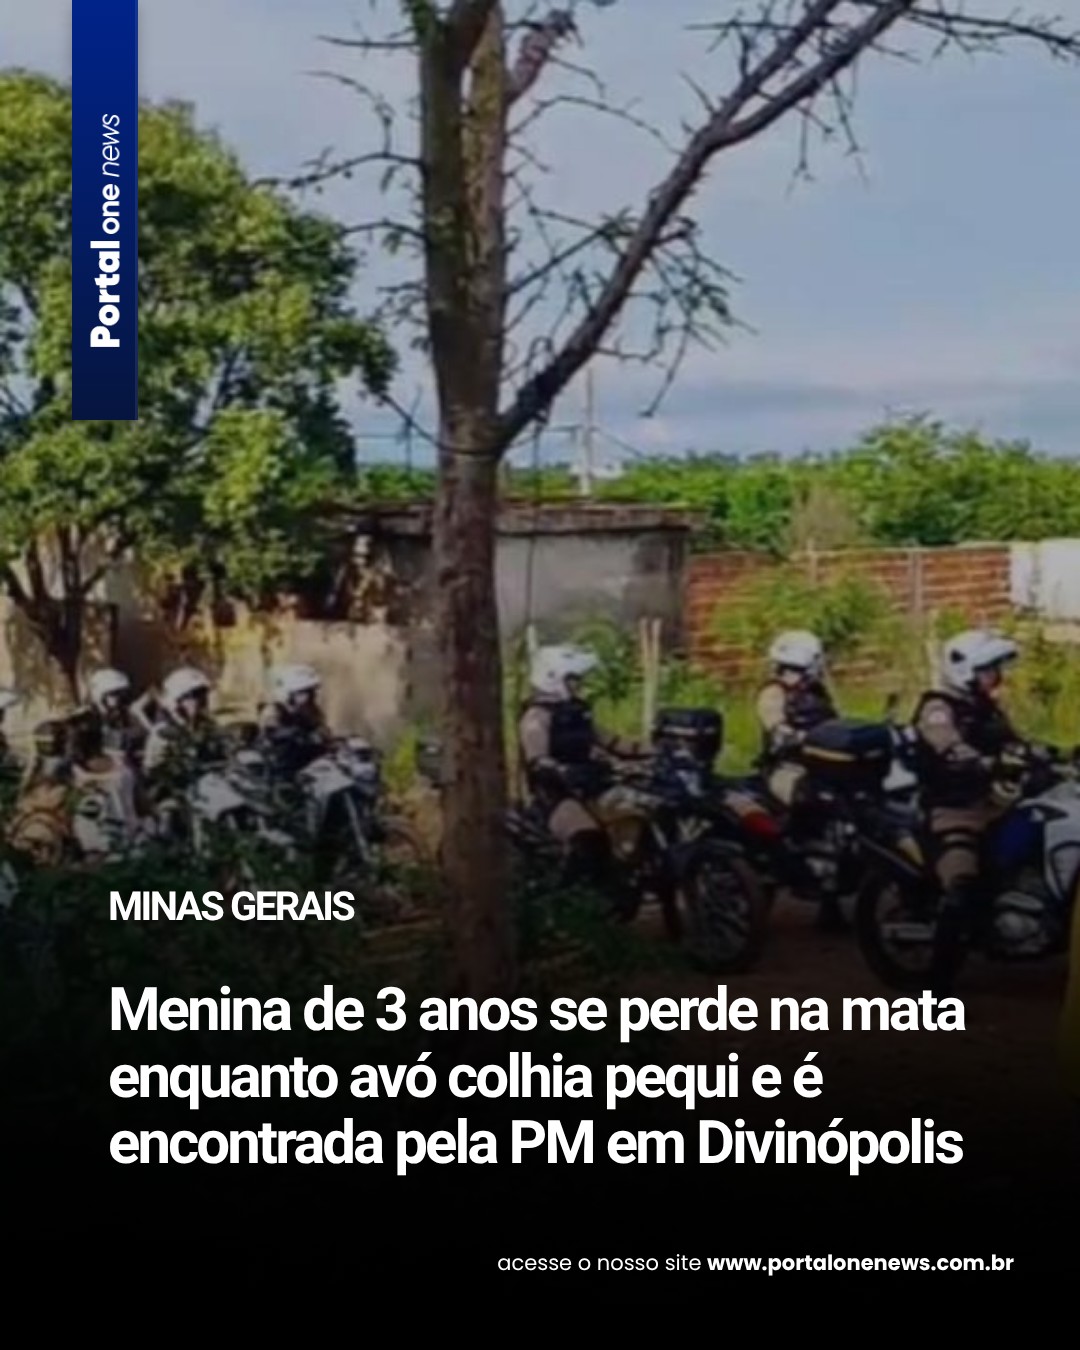 Portal one news
MINAS GERAIS
Menina de 3 anos se perde na mata
enquanto avó colhia pequi e é
encontrada pela PM em Divinópolis
acesse o nosso site www.portalonenews.com.br